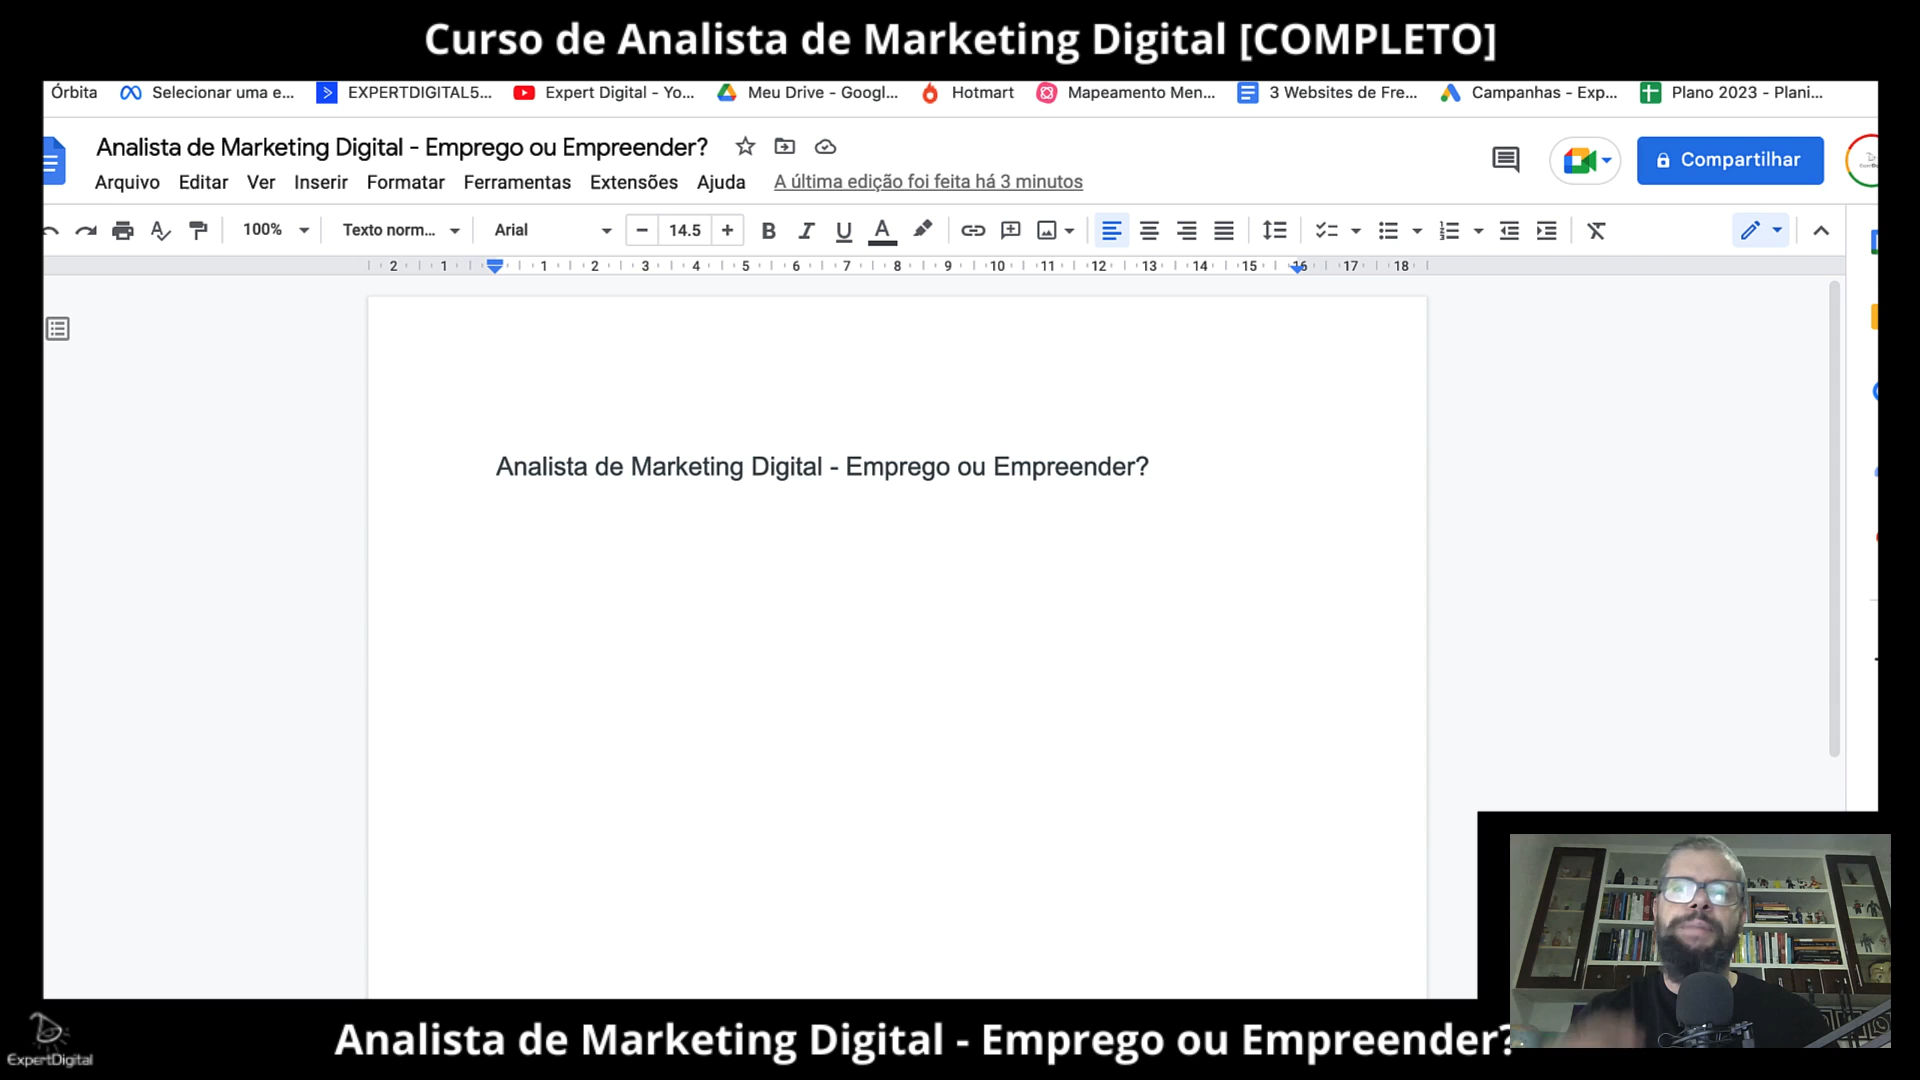 Curso de Analista de Marketing Digital [COMPLETO]
Órbita Selecionar uma e... EXPERTDIGITAL5... Expert Digital - Yo... Meu Drive - Googl... Hotmart Mapeamento Men... 3 Websites de Fre... Campanhas - Exp... Plano 2023 - Plani...
Analista de Marketing Digital - Emprego ou Empreender?
Compartilhar
Arquivo Editar Ver Inserir Formatar Ferramentas Extensões Ajuda A última edição foi feita há 3 minutos
100% Texto norm... Arial 14.5 B I U A
2 1 1 2 3 4 5 6 7 8 9 10 11 12 13 14 15 16 17 18
Analista de Marketing Digital - Emprego ou Empreender?
Analista de Marketing Digital - Emprego ou Empreender?
ExpertDigital